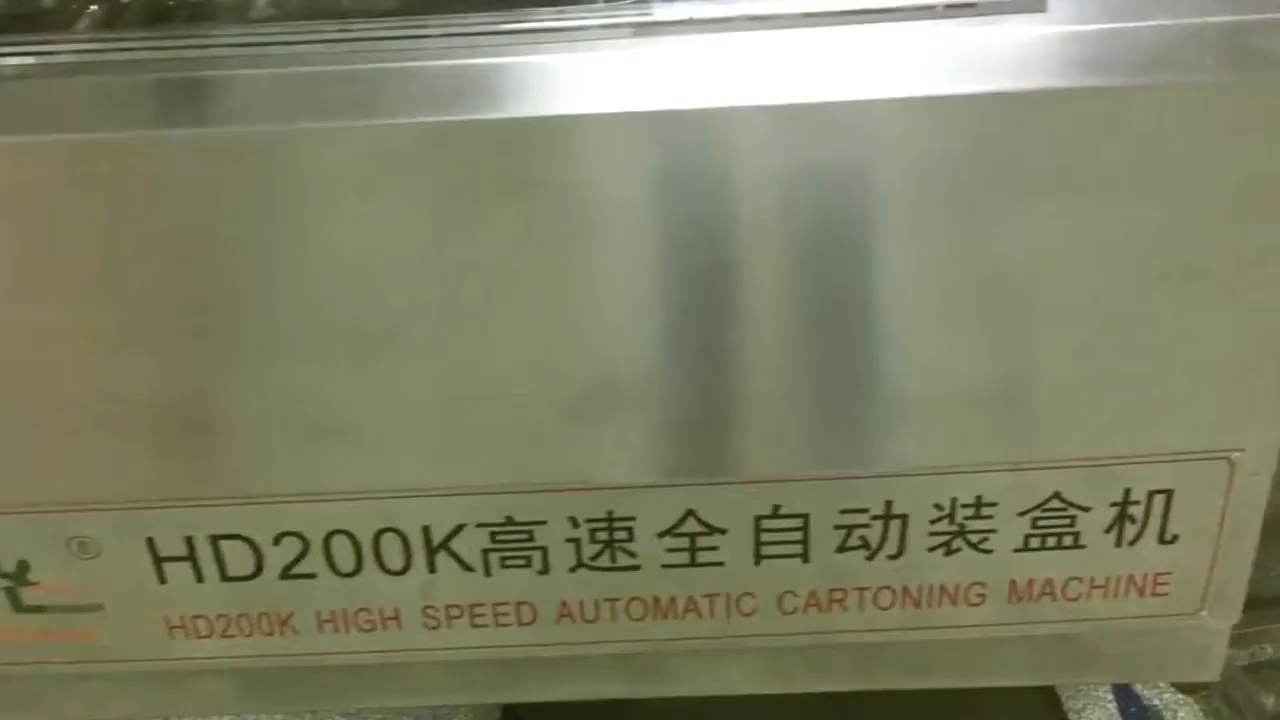 ®
HD200K高速全自动装盒机
HD200K HIGH SPEED AUTOMATIC CARTONING MACHINE